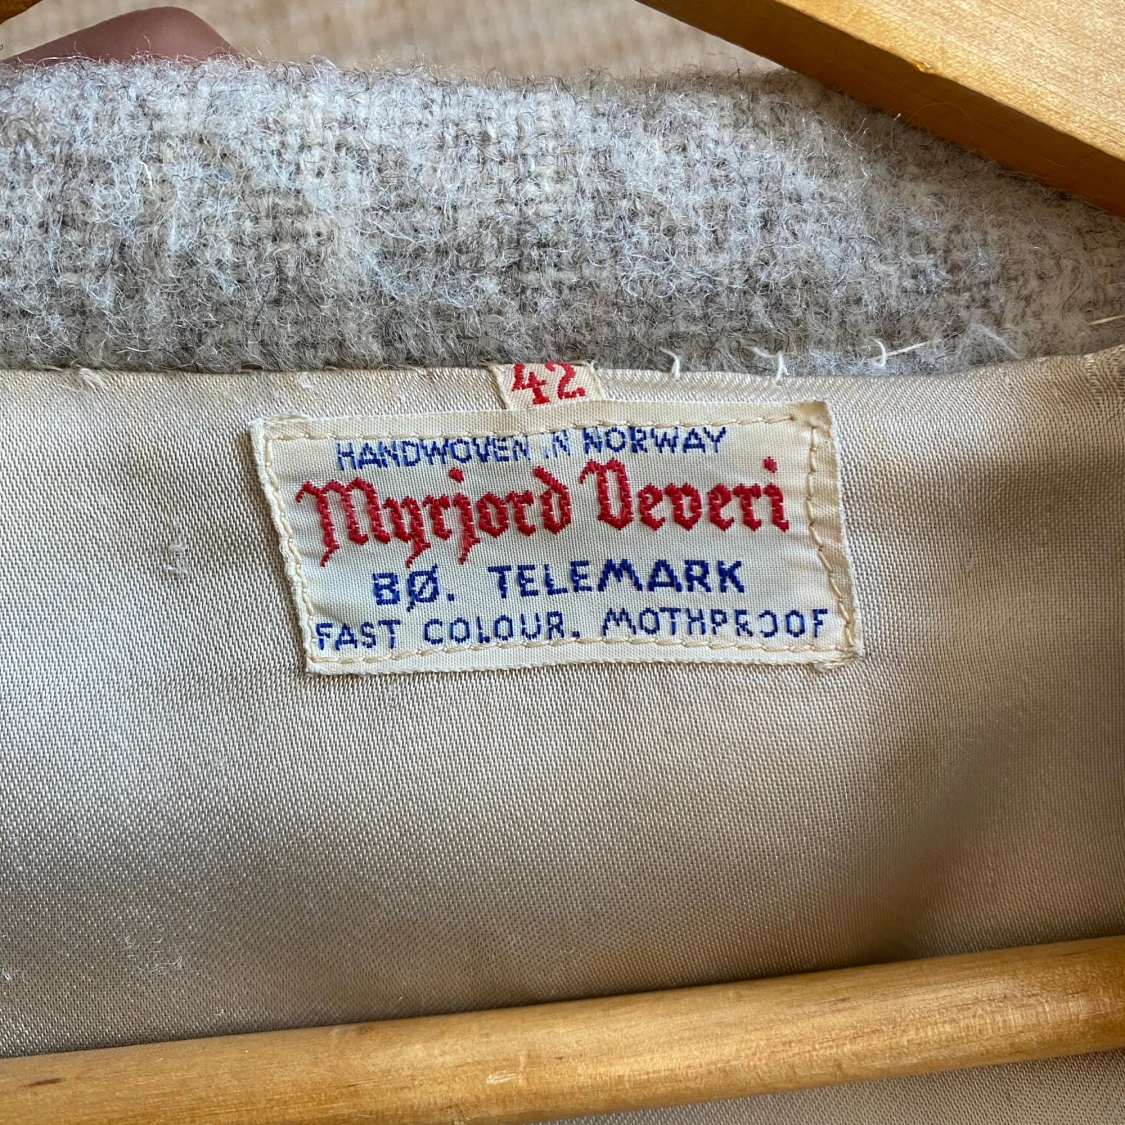 42
HANDWOVEN IN NORWAY
Myrjord Veveri
BØ. TELEMARK
FAST COLOUR. MOTHPROOF